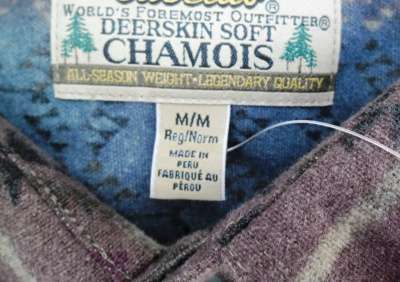 WORLD'S FOREMOST OUTFITTER®
DEERSKIN SOFT
CHAMOIS
ALL-SEASON WEIGHT·LEGENDARY QUALITY
M/M
Reg/Norm
MADE IN
PERU
FABRIQUÉ AU
PÉROU